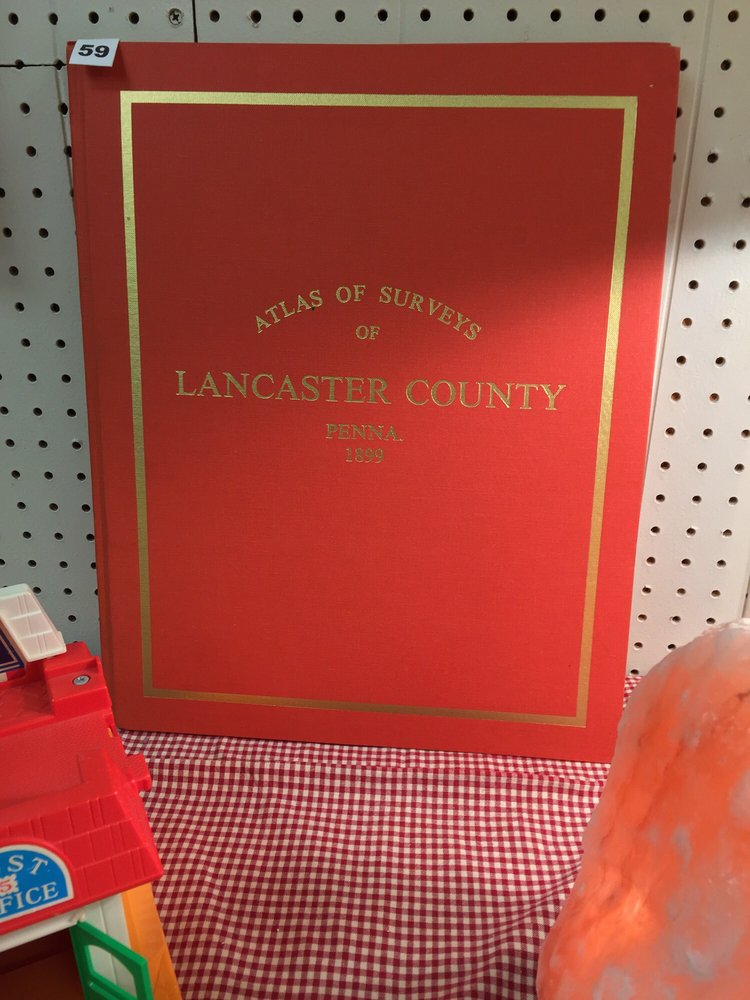 59
ATLAS OF SURVEYS
OF
LANCASTER COUNTY
PENNA.
1899
ST
FICE